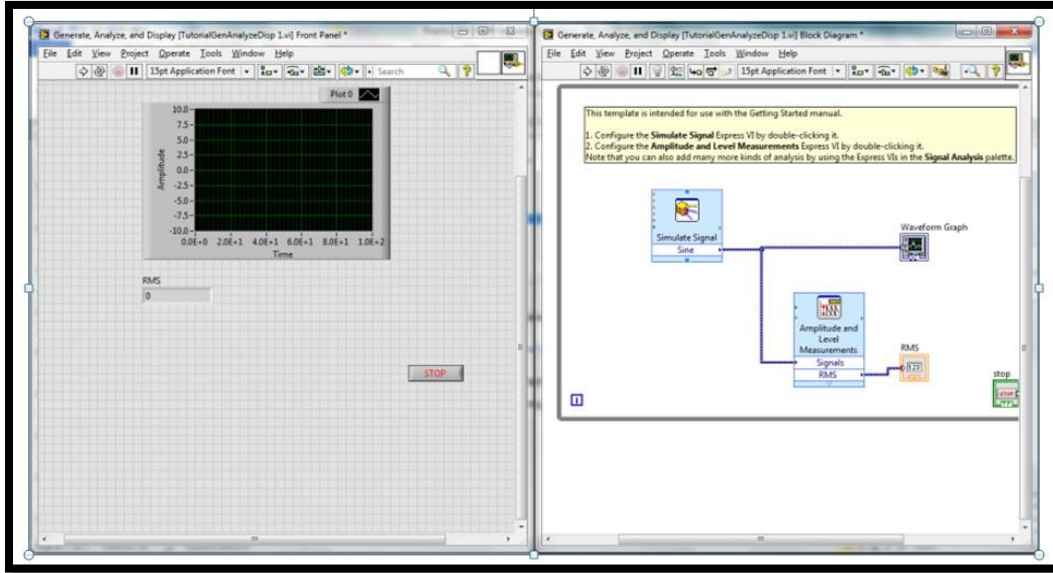 Generate, Analyze, and Display [TutorialGenAnalyzeDisp 1.vi] Front Panel *
File Edit View Project Operate Tools Window Help
15pt Application Font Search
Plot 0
10.0
7.5
5.0
2.5
0.0
-2.5
-5.0
-7.5
-10.0
Amplitude
0.0E+0 2.0E+1 4.0E+1 6.0E+1 8.0E+1 1.0E+2
Time
RMS
0
STOP
Generate, Analyze, and Display [TutorialGenAnalyzeDisp 1.vi] Block Diagram *
File Edit View Project Operate Tools Window Help
15pt Application Font
This template is intended for use with the Getting Started manual.
1. Configure the Simulate Signal Express VI by double-clicking it.
2. Configure the Amplitude and Level Measurements Express VI by double-clicking it.
Note that you can also add many more kinds of analysis by using the Express VIs in the Signal Analysis palette.
Simulate Signal
Sine
Waveform Graph
Amplitude and
Level
Measurements
Signals
RMS
RMS
1.23
stop
i